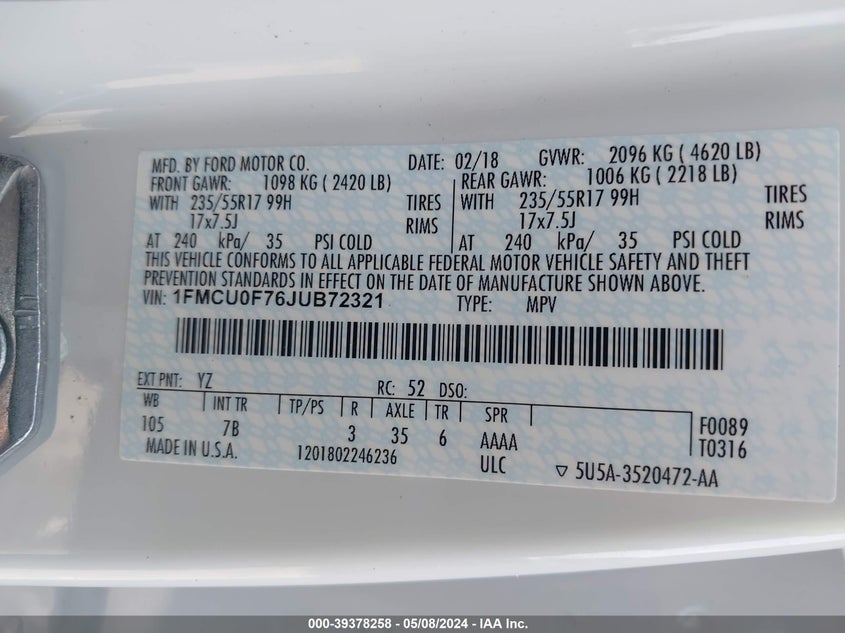 MFD. BY FORD MOTOR CO. DATE: 02/18 GVWR: 2096 KG ( 4620 LB)
FRONT GAWR: 1098 KG ( 2420 LB) REAR GAWR: 1006 KG ( 2218 LB)
WITH 235/55R17 99H TIRES WITH 235/55R17 99H TIRES
17x7.5J RIMS 17x7.5J RIMS
AT 240 kPa/ 35 PSI COLD AT 240 kPa/ 35 PSI COLD
THIS VEHICLE CONFORMS TO ALL APPLICABLE FEDERAL MOTOR VEHICLE SAFETY AND THEFT
PREVENTION STANDARDS IN EFFECT ON THE DATE OF MANUFACTURE SHOWN ABOVE.
VIN: 1FMCU0F76JUB72321 TYPE: MPV
EXT PNT: YZ RC: 52 DSO:
WB INT TR TP/PS R AXLE TR SPR
105 7B 3 35 6 AAAA F0089
MADE IN U.S.A. 1201802246236 ULC T0316
▽ 5U5A-3520472-AA
000-39378258 - 05/08/2024 - IAA Inc.